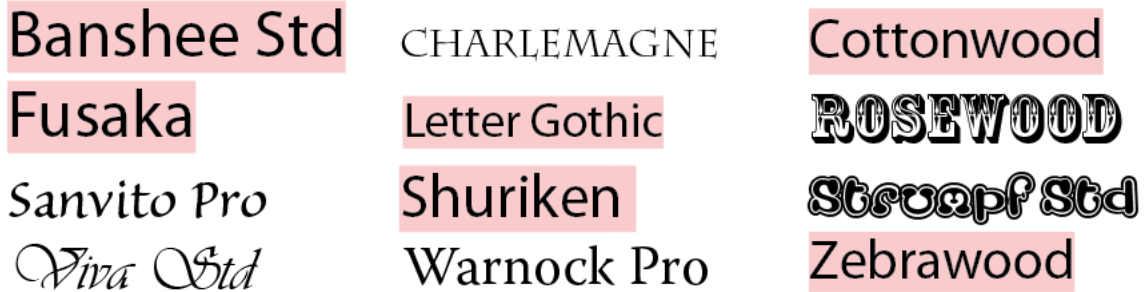 Banshee Std
CHARLEMAGNE
Cottonwood
Fusaka
Letter Gothic
ROSEWOOD
Sanvito Pro
Shuriken
Strumpf Std
Viva Std
Warnock Pro
Zebrawood